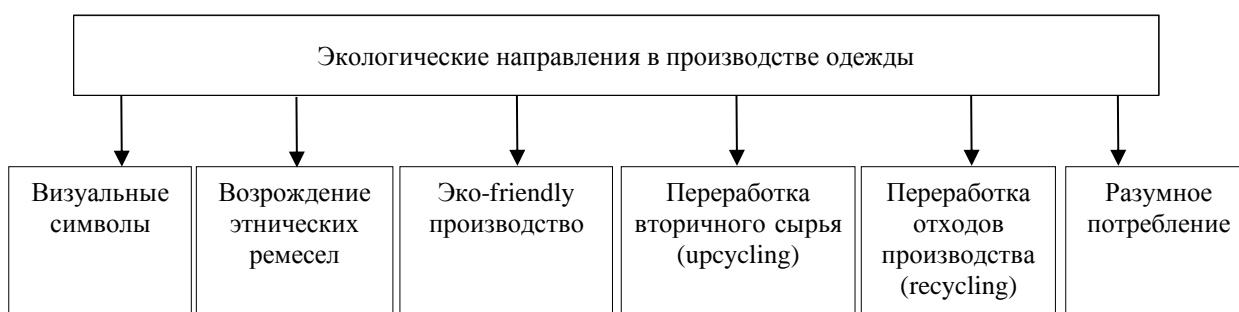 Экологические направления в производстве одежды
Визуальные
символы
Возрождение
этнических
ремесел
Эко-friendly
производство
Переработка
вторичного сырья
(upcycling)
Переработка
отходов
производства
(recycling)
Разумное
потребление